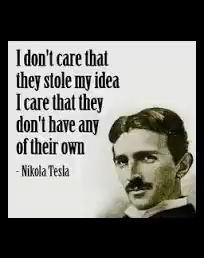 I don't care that
they stole my idea
I care that they
don't have any
of their own
- Nikola Tesla